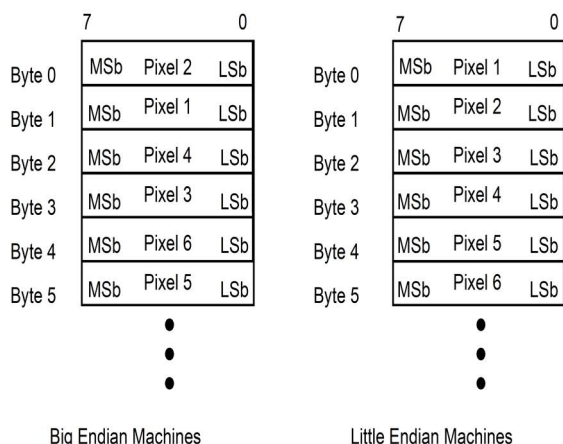 7 0 7 0
Byte 0 MSb Pixel 2 LSb Byte 0 MSb Pixel 1 LSb
Byte 1 MSb Pixel 1 LSb Byte 1 MSb Pixel 2 LSb
Byte 2 MSb Pixel 4 LSb Byte 2 MSb Pixel 3 LSb
Byte 3 MSb Pixel 3 LSb Byte 3 MSb Pixel 4 LSb
Byte 4 MSb Pixel 6 LSb Byte 4 MSb Pixel 5 LSb
Byte 5 MSb Pixel 5 LSb Byte 5 MSb Pixel 6 LSb
Big Endian Machines Little Endian Machines